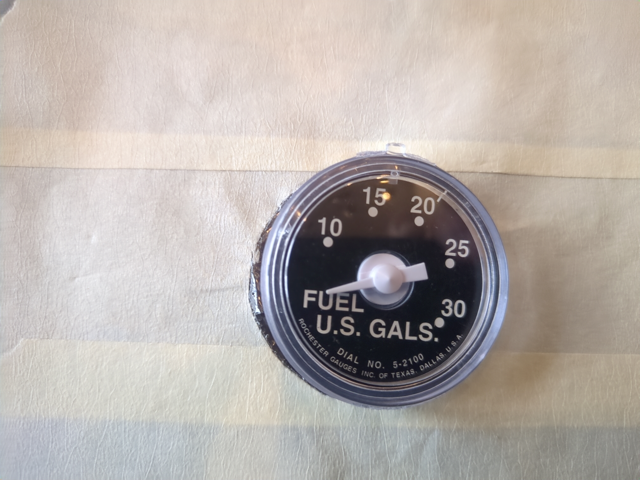 15
20
10
25
30
FUEL
U.S. GALS.
DIAL NO. 5-2100
ROCHESTER GAUGES INC. OF TEXAS, DALLAS, U.S.A.